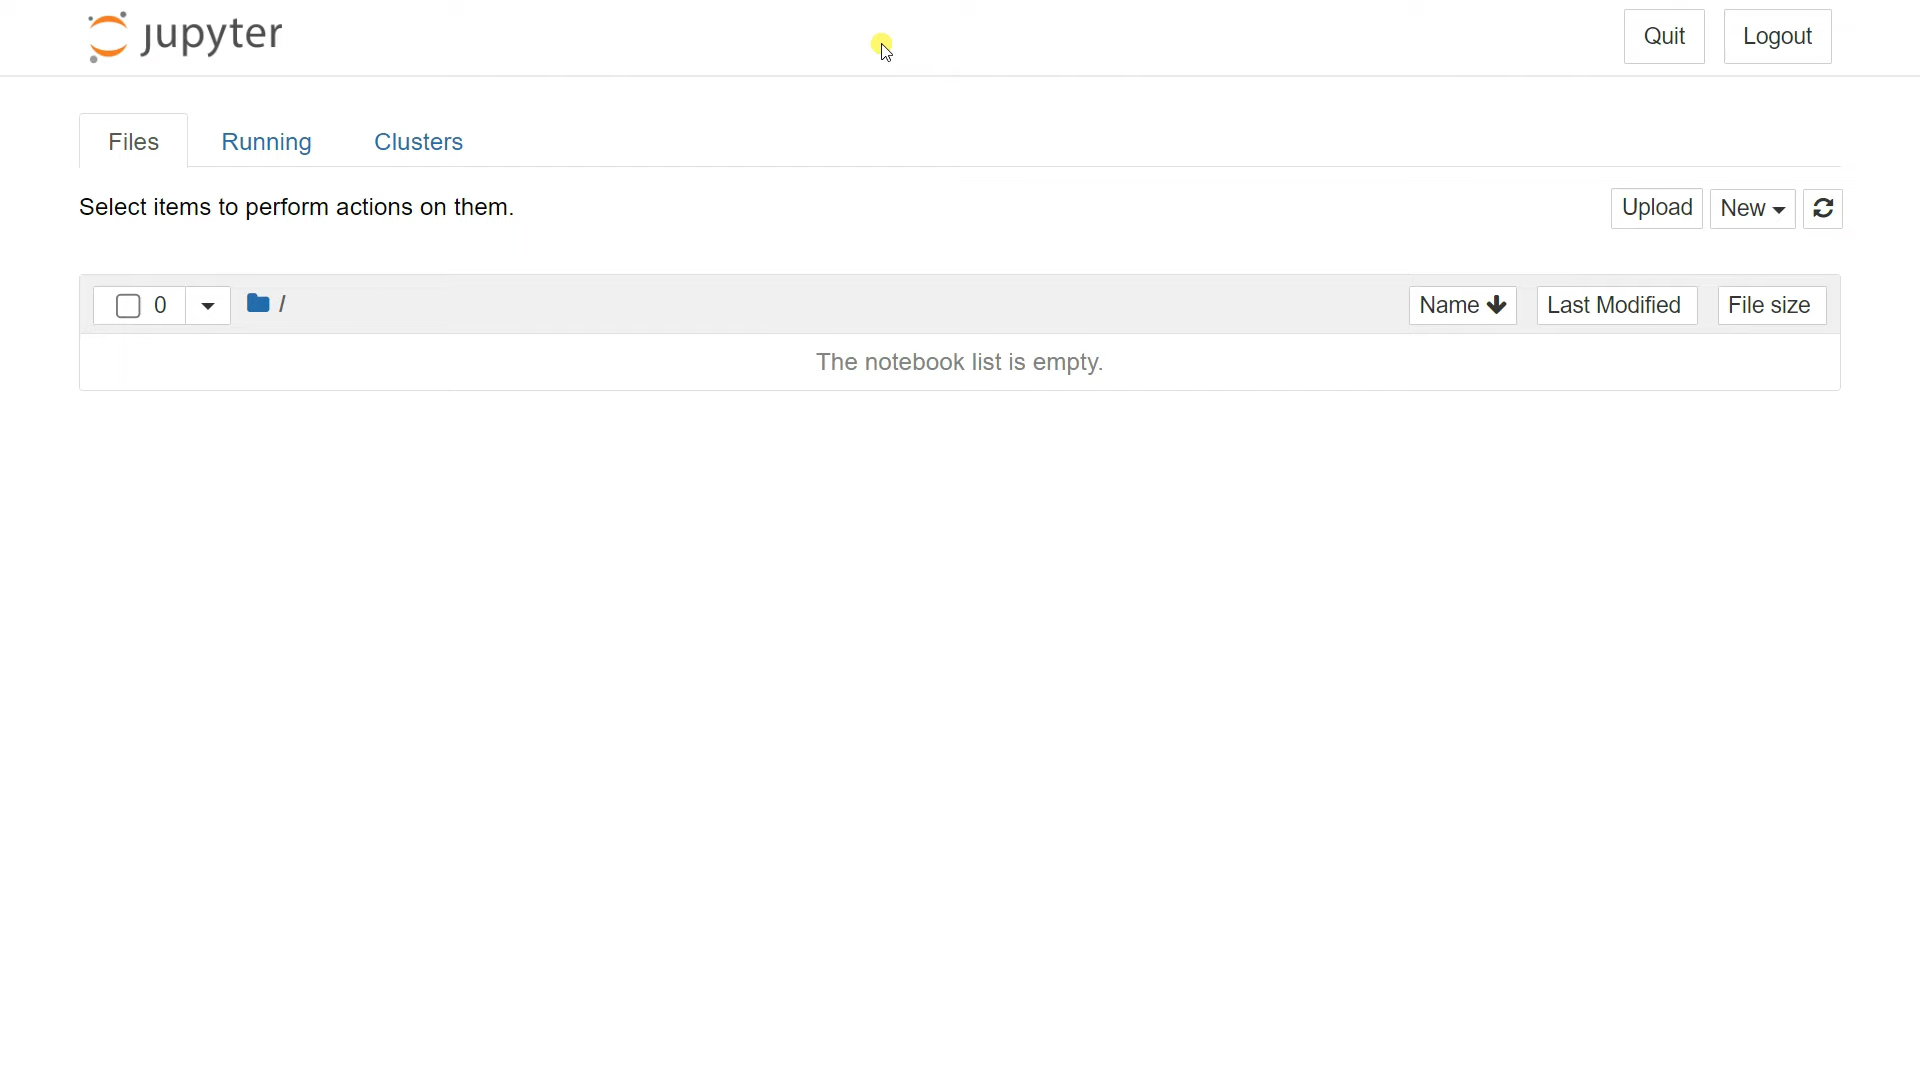 jupyter
Quit
Logout
Files
Running
Clusters
Select items to perform actions on them.
Upload
New
0
/
Name
Last Modified
File size
The notebook list is empty.